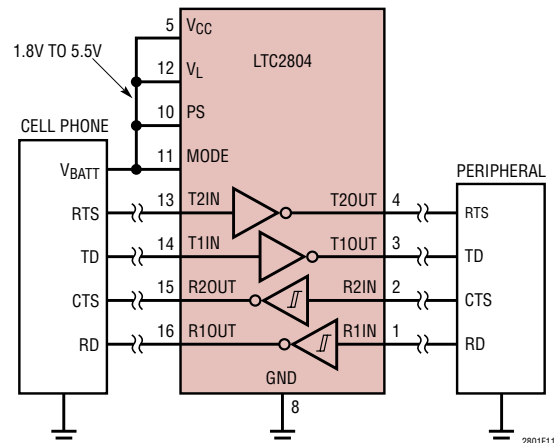 5 VCC
1.8V TO 5.5V
LTC2804
12 VL
10 PS
CELL PHONE
11 MODE
VBATT
PERIPHERAL
RTS 13 T2IN T2OUT 4 RTS
TD 14 T1IN T1OUT 3 TD
CTS 15 R2OUT R2IN 2 CTS
RD 16 R1OUT R1IN 1 RD
GND
8
2801F11